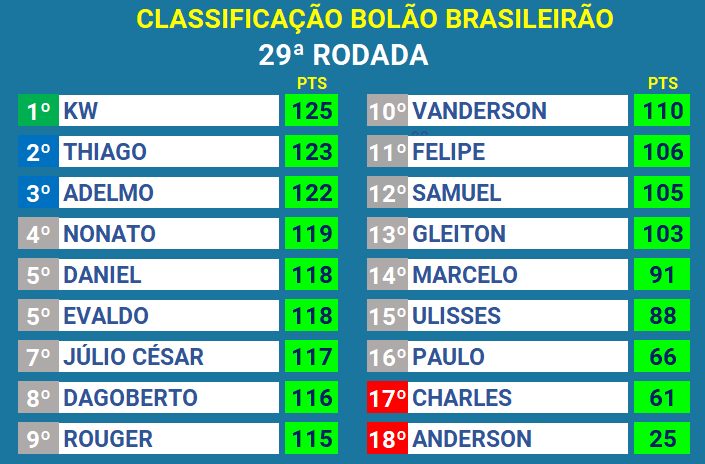 CLASSIFICAÇÃO BOLÃO BRASILEIRÃO
29ª RODADA
PTS
1º KW 125
2º THIAGO 123
3º ADELMO 122
4º NONATO 119
5º DANIEL 118
5º EVALDO 118
7º JÚLIO CÉSAR 117
8º DAGOBERTO 116
9º ROUGER 115
PTS
10º VANDERSON 110
11º FELIPE 106
12º SAMUEL 105
13º GLEITON 103
14º MARCELO 91
15º ULISSES 88
16º PAULO 66
17º CHARLES 61
18º ANDERSON 25